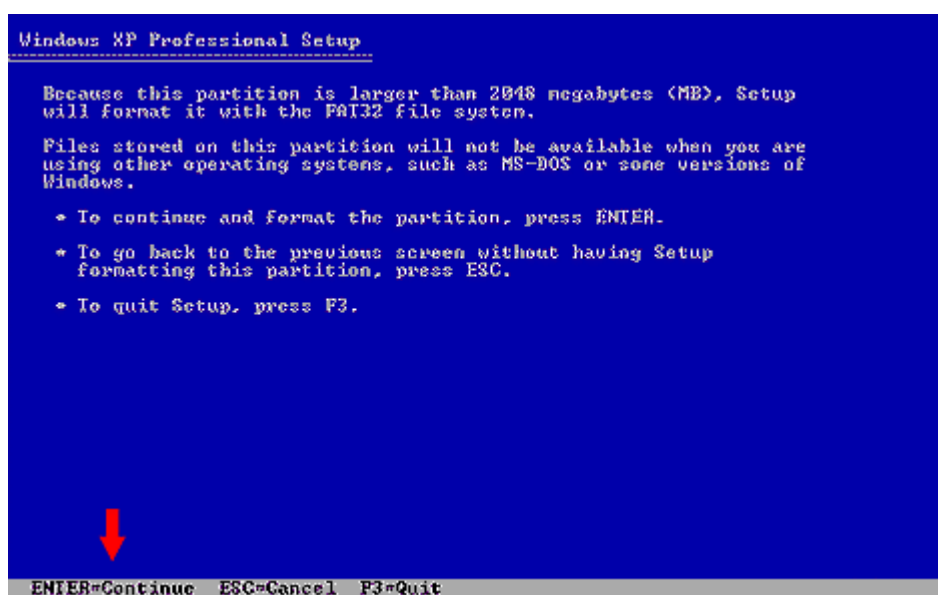 Windows XP Professional Setup
Because this partition is larger than 2048 megabytes (MB), Setup
will format it with the FAT32 file system.
Files stored on this partition will not be available when you are
using other operating systems, such as MS-DOS or some versions of
Windows.
* To continue and format the partition, press ENTER.
* To go back to the previous screen without having Setup
formatting this partition, press ESC.
* To quit Setup, press F3.
ENTER=Continue ESC=Cancel F3=Quit